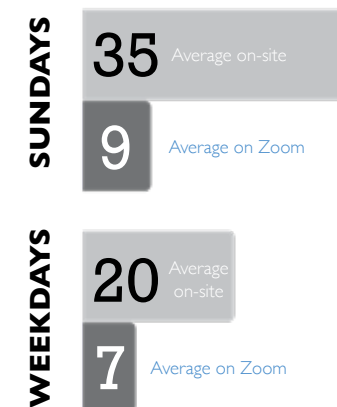 SUNDAYS
35 Average on-site
9 Average on Zoom
WEEKDAYS
20 Average
on-site
7 Average on Zoom